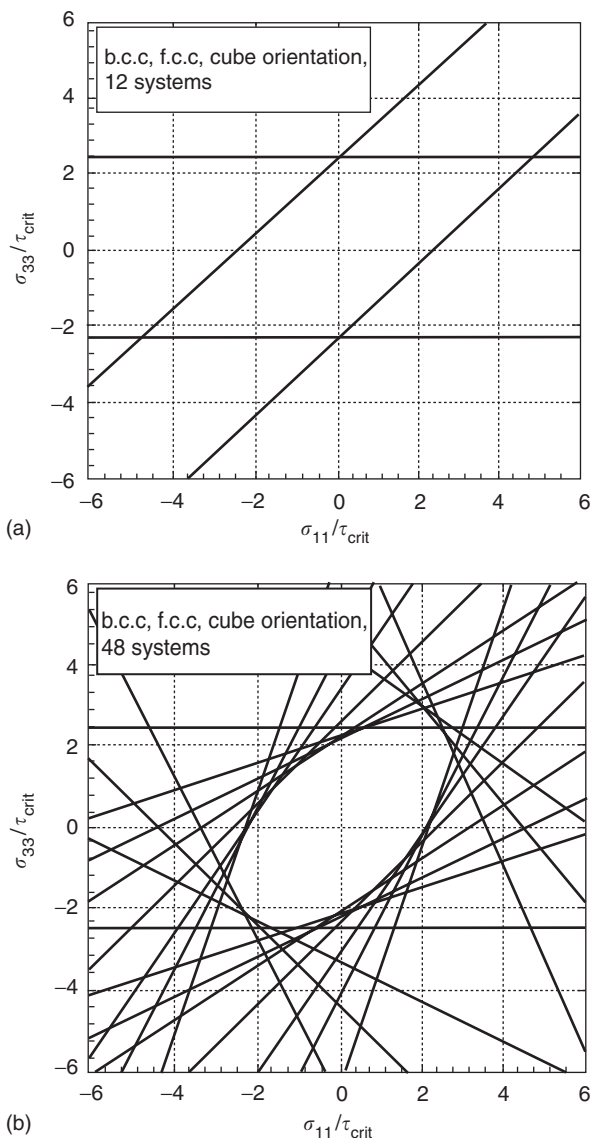 6
b.c.c, f.c.c, cube orientation,
12 systems
4
2
0
−2
−4
−6
σ33/τcrit
−6 −4 −2 0 2 4 6
σ11/τcrit
(a)
6
b.c.c, f.c.c, cube orientation,
48 systems
4
2
0
−2
−4
−6
σ33/τcrit
−6 −4 −2 0 2 4 6
σ11/τcrit
(b)